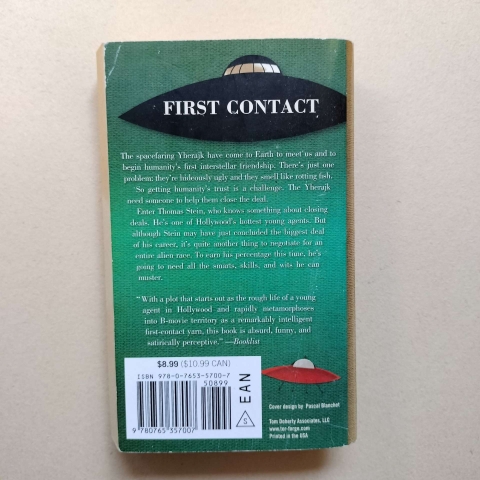 FIRST CONTACT
The spacefaring Yherajk have come to Earth to meet us and to
begin humanity's first interstellar friendship. There's just one
problem: they're hideously ugly and they smell like rotting fish.
So getting humanity's trust is a challenge. The Yherajk
need someone to help them close the deal.
Enter Thomas Stein, who knows something about closing
deals. He's one of Hollywood's hottest young agents. But
although Stein may have just concluded the biggest deal
of his career, it's quite another thing to negotiate for an
entire alien race. To earn his percentage this time, he's
going to need all the smarts, skills, and wits he can
muster.
"With a plot that starts out as the rough life of a young
agent in Hollywood and rapidly metamorphoses
into B-movie territory as a remarkably intelligent
first-contact yarn, this book is absurd, funny, and
satirically perceptive." —Booklist
$8.99 ($10.99 CAN)
ISBN 978-0-7653-5700-7
50899
EAN
S
9 780765 357007
Cover design by Pascal Blanchet
Tom Doherty Associates, LLC
www.tor-forge.com
Printed in the USA